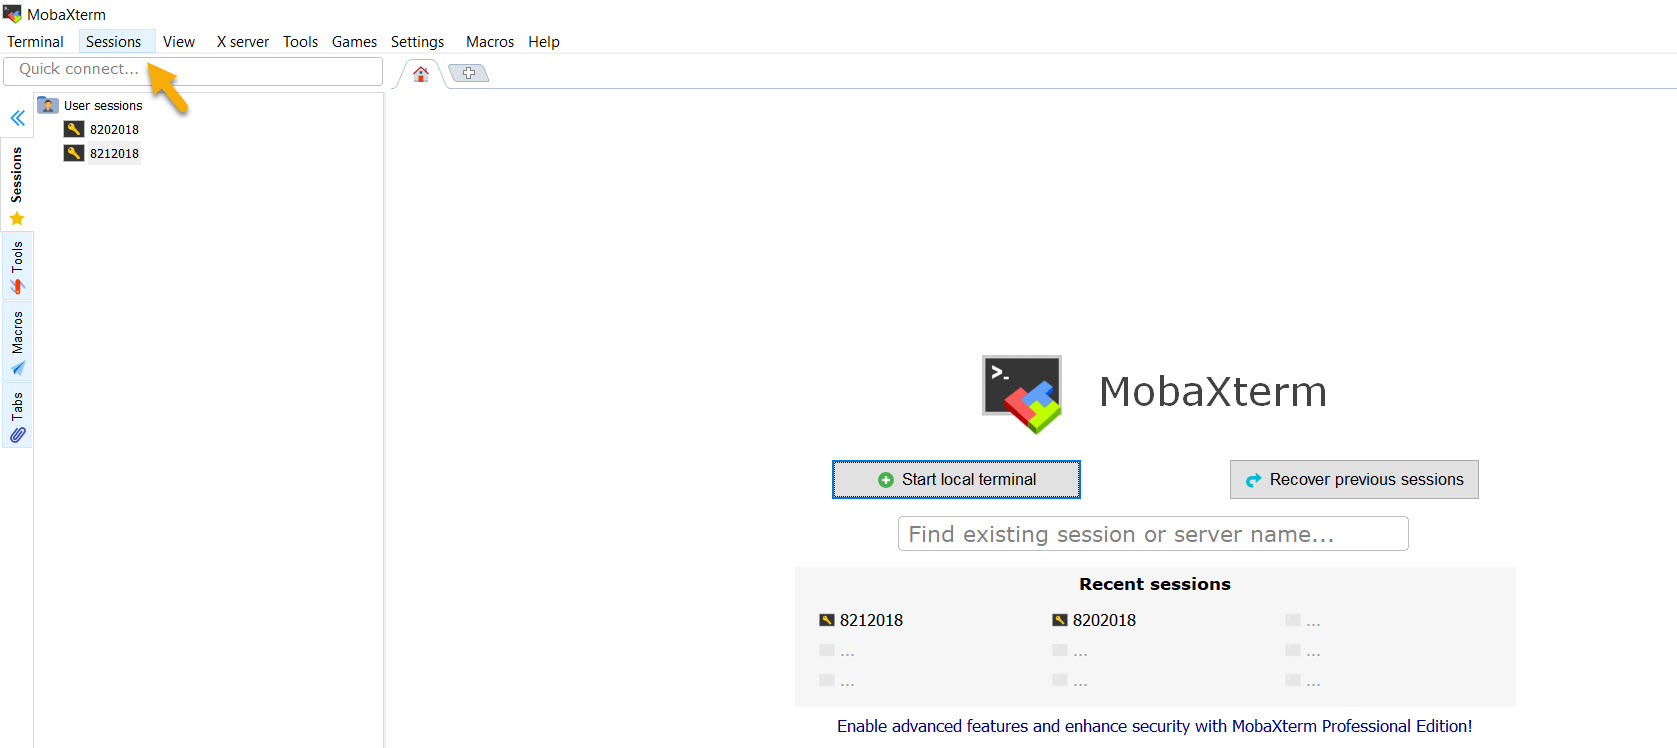 MobaXterm
Terminal Sessions View X server Tools Games Settings Macros Help
Quick connect...
User sessions
8202018
8212018
Sessions
Tools
Macros
Tabs
>_
MobaXterm
Start local terminal Recover previous sessions
Find existing session or server name...
Recent sessions
8212018 8202018 ...
... ... ...
... ... ...
Enable advanced features and enhance security with MobaXterm Professional Edition!